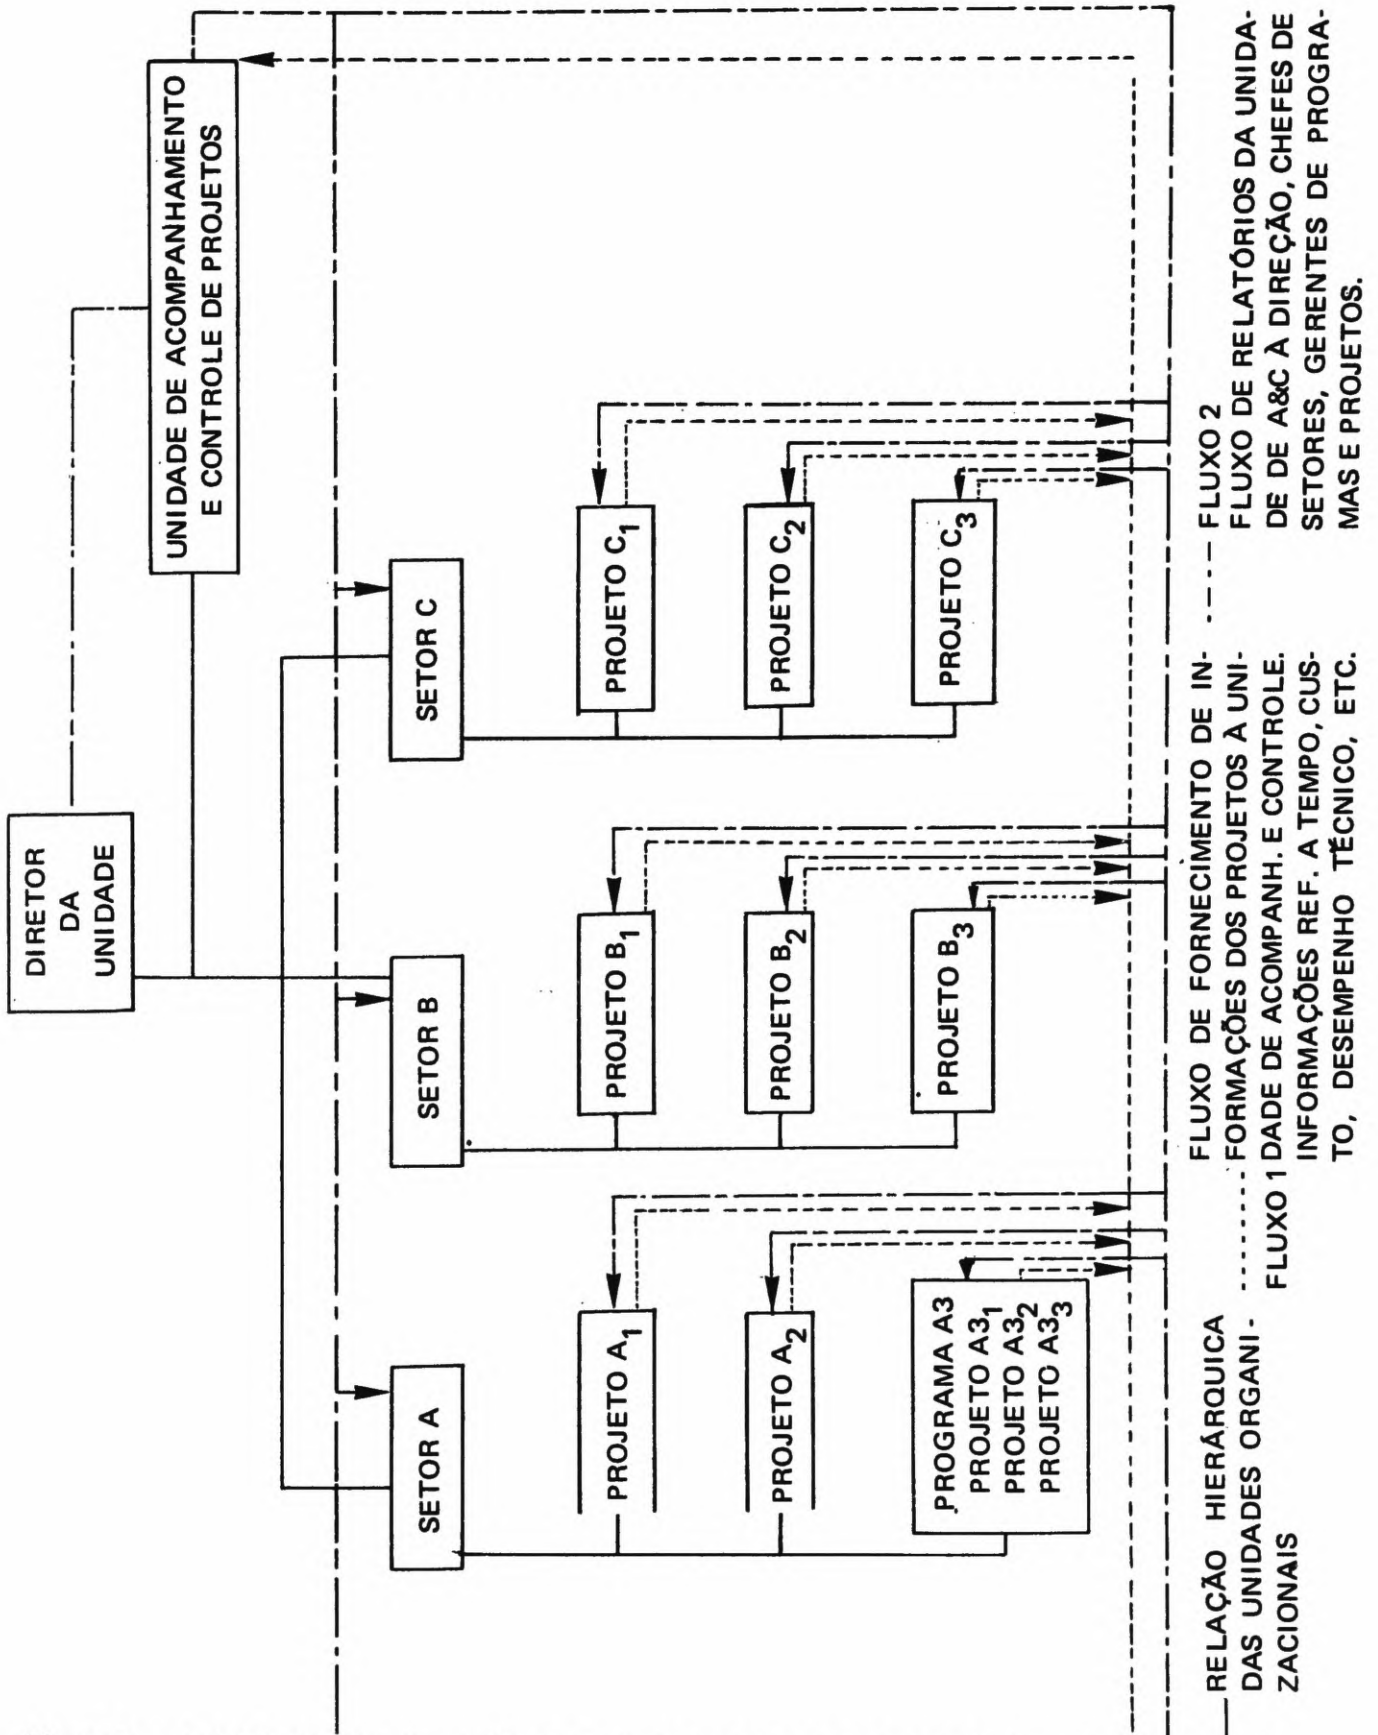 DIRETOR
DA
UNIDADE
UNIDADE DE ACOMPANHAMENTO
E CONTROLE DE PROJETOS
SETOR A
SETOR B
SETOR C
PROJETO A1
PROJETO B1
PROJETO C1
PROJETO A2
PROJETO B2
PROJETO C2
PROGRAMA A3
PROJETO A31
PROJETO A32
PROJETO A33
PROJETO B3
PROJETO C3
RELAÇÃO HIERÁRQUICA
DAS UNIDADES ORGANI-
ZACIONAIS
FLUXO 1
FLUXO DE FORNECIMENTO DE IN-
FORMAÇÕES DOS PROJETOS À UNI-
DADE DE ACOMPANH. E CONTROLE.
INFORMAÇÕES REF. A TEMPO, CUS-
TO, DESEMPENHO TÉCNICO, ETC.
FLUXO 2
FLUXO DE RELATÓRIOS DA UNIDA-
DE DE A&C À DIREÇÃO, CHEFES DE
SETORES, GERENTES DE PROGRA-
MAS E PROJETOS.